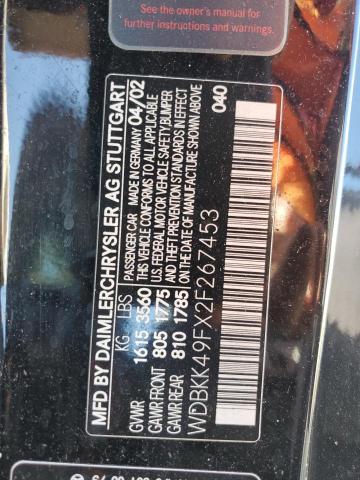 See the owner's manual for
further instructions and warnings.
MFD BY DAIMLERCHRYSLER AG STUTTGART
KG LBS PASSENGER CAR MADE IN GERMANY 04/02
GVWR 1615 3560 THIS VEHICLE CONFORMS TO ALL APPLICABLE
GAWR FRONT 805 1775 U.S. FEDERAL MOTOR VEHICLE SAFETY BUMPER
AND THEFT PREVENTION STANDARDS IN EFFECT
GAWR REAR 810 1785 ON THE DATE OF MANUFACTURE SHOWN ABOVE
WDBKK49FX2F267453 040